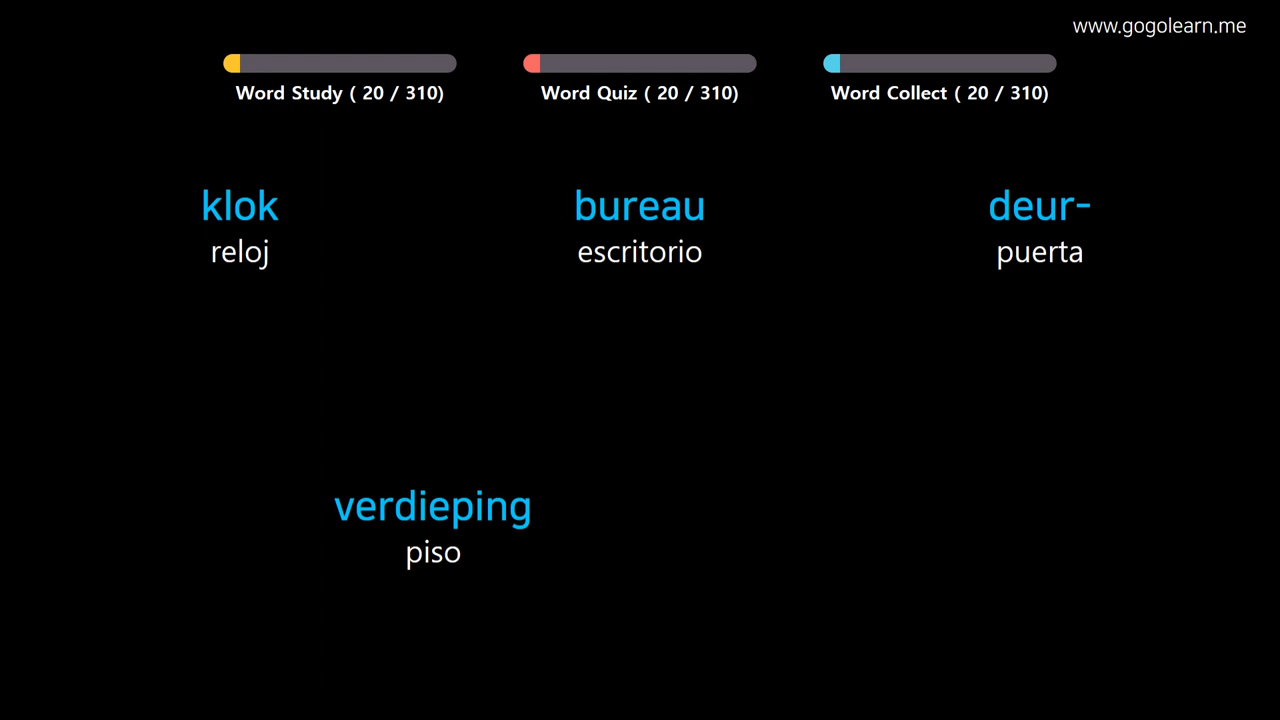 www.gogolearn.me
Word Study ( 20 / 310)
Word Quiz ( 20 / 310)
Word Collect ( 20 / 310)
klok
reloj
bureau
escritorio
deur-
puerta
verdieping
piso